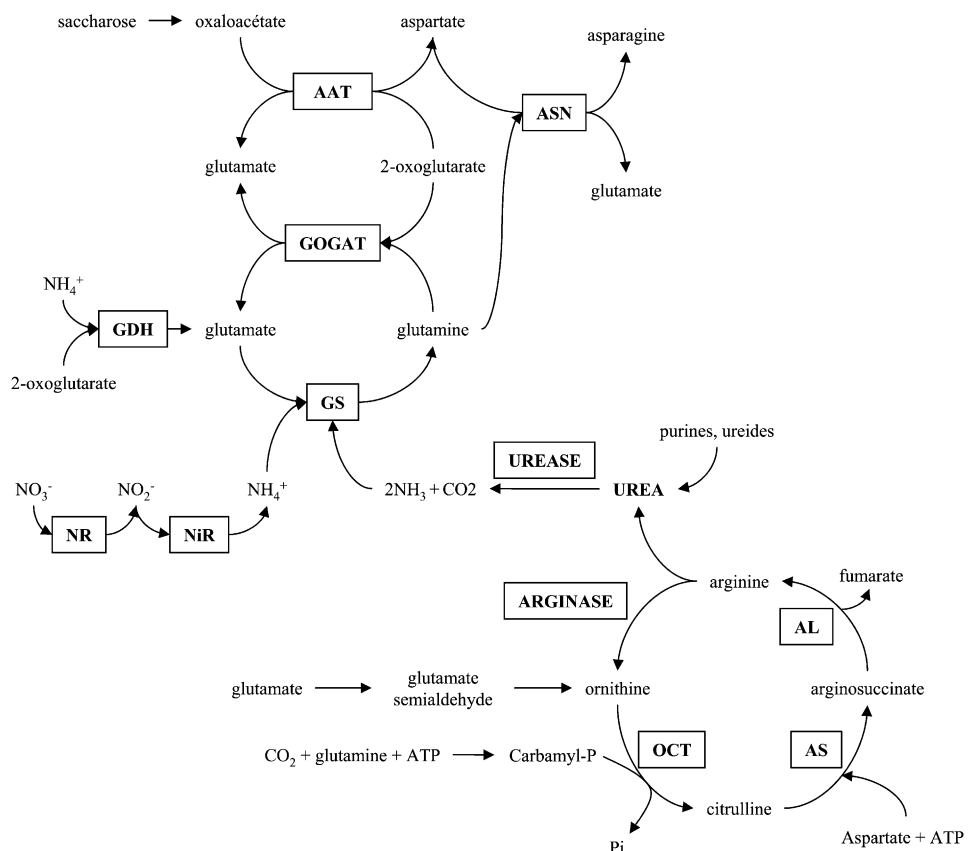 saccharose
oxaloacétate
aspartate
asparagine
AAT
ASN
glutamate
2-oxoglutarate
glutamate
GOGAT
NH₄⁺
GDH
glutamate
glutamine
2-oxoglutarate
GS
purines, ureides
UREASE
NO₃⁻
NO₂⁻
NH₄⁺
2NH₃ + CO2
UREA
NR
NiR
arginine
fumarate
ARGINASE
AL
glutamate
glutamate
semialdehyde
ornithine
arginosuccinate
CO₂ + glutamine + ATP
Carbamyl-P
OCT
AS
citrulline
Aspartate + ATP
Pi